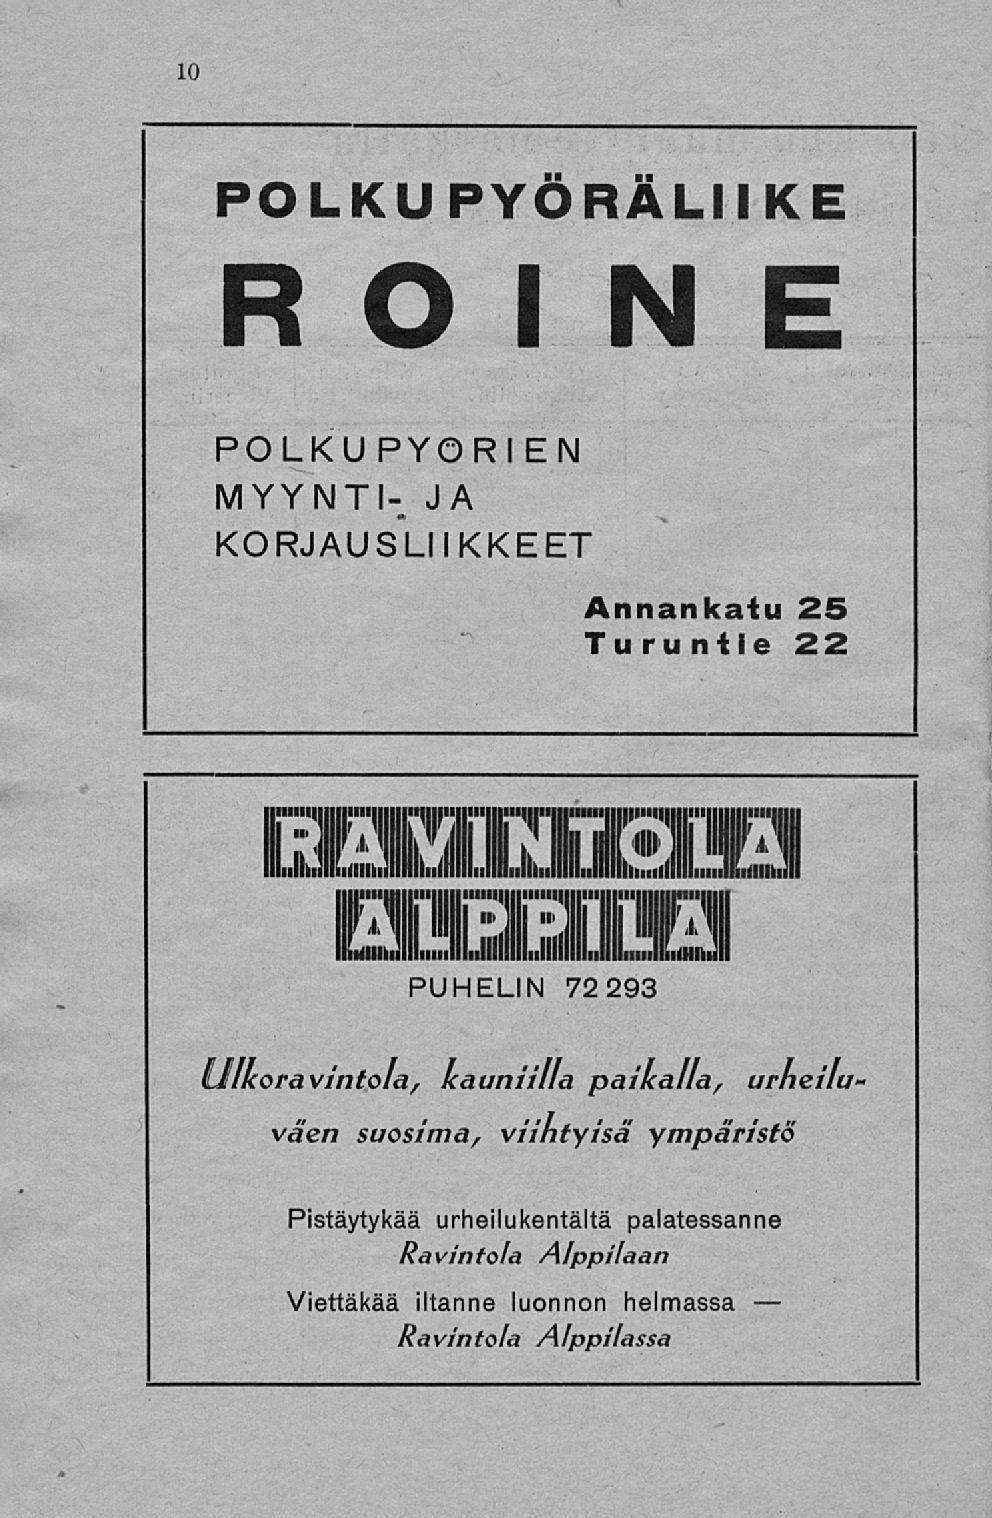 10
POLKUPYÖRÄLIIKE
ROINE
POLKUPYÖRIEN
MYYNTI- JA
KORJAUSLIIKKEET
Annankatu 25
Turuntie 22
RAVINTOLA
ALPPILA
PUHELIN 72 293
Ulkoravintola, kauniilla paikalla, urheilu-
väen suosima, viihtyisä ympäristö
Pistäytykää urheilukentältä palatessanne
Ravintola Alppilaan
Viettäkää iltanne luonnon helmassa —
Ravintola Alppilassa